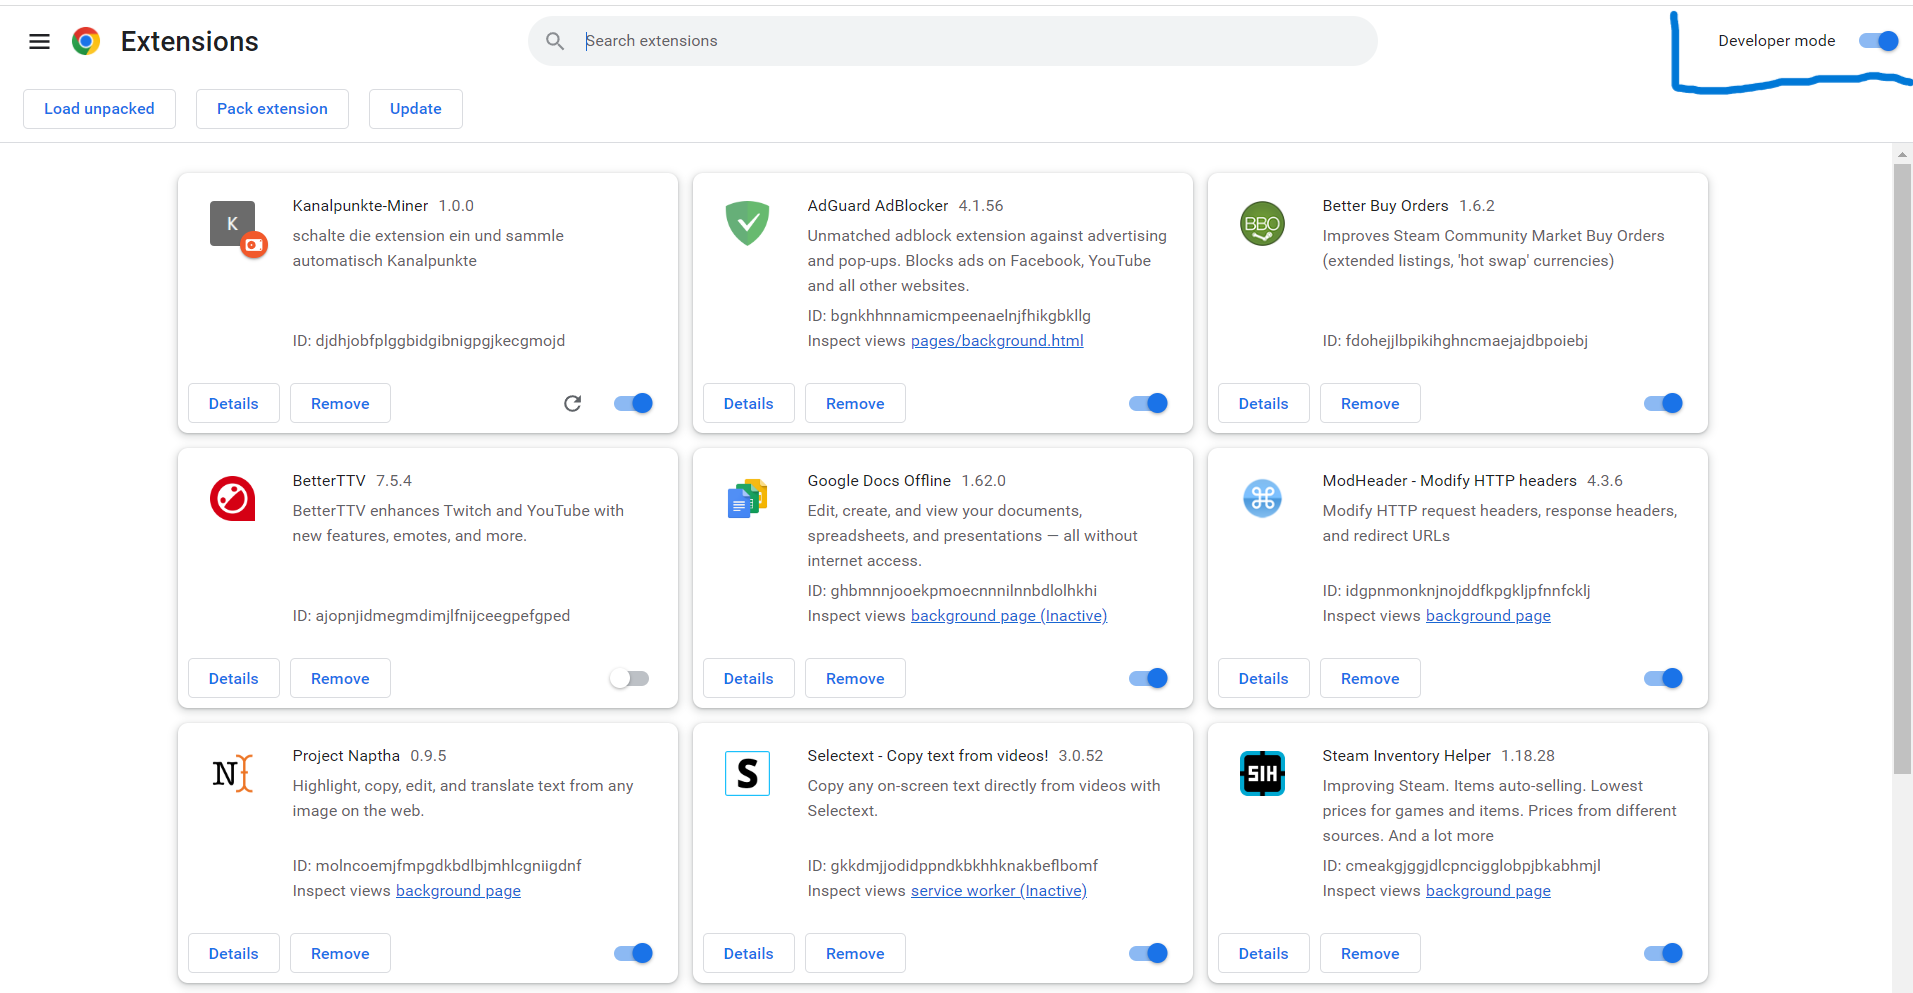 Extensions
Search extensions
Developer mode
Load unpacked
Pack extension
Update
K
Kanalpunkte-Miner 1.0.0
schalte die extension ein und sammle
automatisch Kanalpunkte
ID: djdhjobfplggbidgibnigpgjkecgmojd
Details
Remove
AdGuard AdBlocker 4.1.56
Unmatched adblock extension against advertising
and pop-ups. Blocks ads on Facebook, YouTube
and all other websites.
ID: bgnkhhnnamicmpeenaelnjfhikgbkllg
Inspect views pages/background.html
Details
Remove
BBO
Better Buy Orders 1.6.2
Improves Steam Community Market Buy Orders
(extended listings, 'hot swap' currencies)
ID: fdohejjlbpikihghncmaejajdbpoiebj
Details
Remove
BetterTTV 7.5.4
BetterTTV enhances Twitch and YouTube with
new features, emotes, and more.
ID: ajopnjidmegmdimjlfnijceegpefgped
Details
Remove
Google Docs Offline 1.62.0
Edit, create, and view your documents,
spreadsheets, and presentations — all without
internet access.
ID: ghbmnnjooekpmoecnnnilnnbdlolhkhi
Inspect views background page (Inactive)
Details
Remove
ModHeader - Modify HTTP headers 4.3.6
Modify HTTP request headers, response headers,
and redirect URLs
ID: idgpnmonknjnojddfkpgkljpfnnfcklj
Inspect views background page
Details
Remove
N
Project Naptha 0.9.5
Highlight, copy, edit, and translate text from any
image on the web.
ID: molncoemjfmpgdkbdlbjmhlcgniigdnf
Inspect views background page
Details
Remove
S
Selectext - Copy text from videos! 3.0.52
Copy any on-screen text directly from videos with
Selectext.
ID: gkkdmjjodidppndkbkhhknakbeflbomf
Inspect views service worker (Inactive)
Details
Remove
SIH
Steam Inventory Helper 1.18.28
Improving Steam. Items auto-selling. Lowest
prices for games and items. Prices from different
sources. And a lot more
ID: cmeakgjggjdlcpncigglobpjbkabhmjl
Inspect views background page
Details
Remove